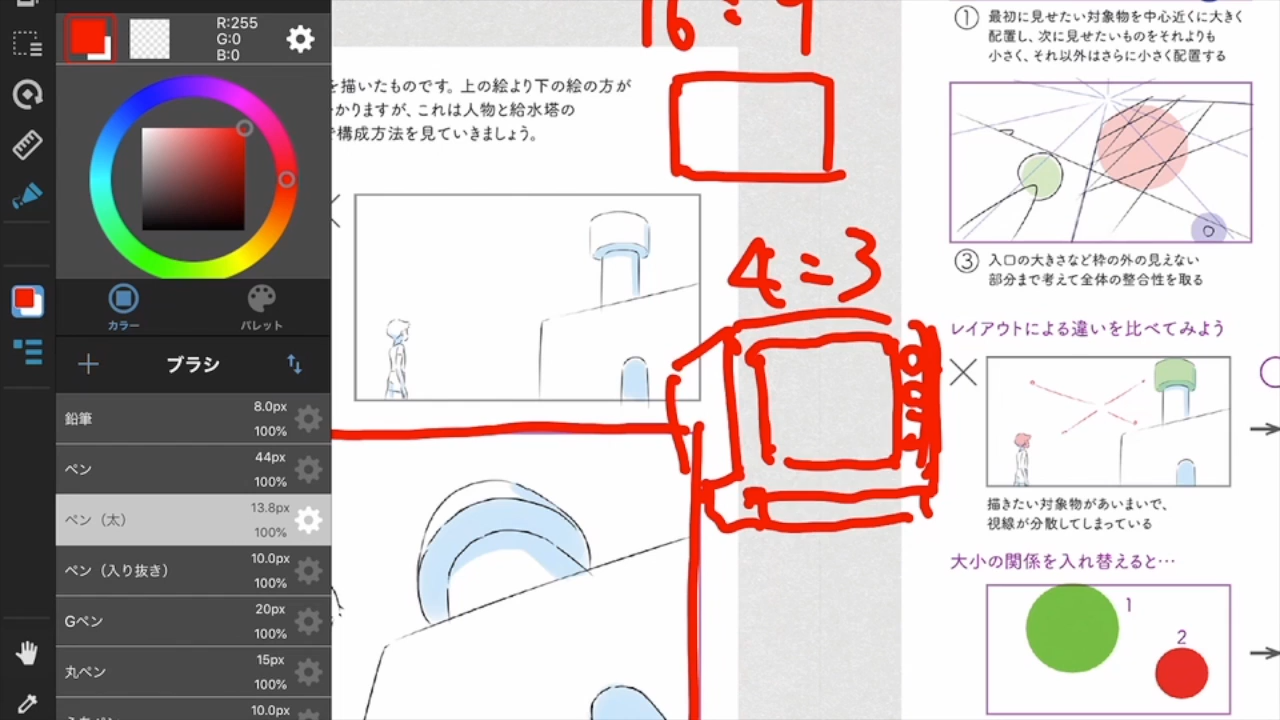 R:255
G:0
B:0
カラー
パレット
ブラシ
鉛筆
8.0px
100%
ペン
44px
100%
ペン（太）
13.8px
100%
ペン（入り抜き）
10.0px
100%
Gペン
20px
100%
丸ペン
15px
100%
10.0px
を描いたものです。上の絵より下の絵の方が
かりますが、これは人物と給水塔の
構成方法を見ていきましょう。
16:9
4:3
① 最初に見せたい対象物を中心近くに大きく
配置し、次に見せたいものをそれよりも
小さく、それ以外はさらに小さく配置する
③ 入口の大きさなど枠の外の見えない
部分まで考えて全体の整合性を取る
レイアウトによる違いを比べてみよう
描きたい対象物があいまいで、
視線が分散してしまっている
大小の関係を入れ替えると…
1
2